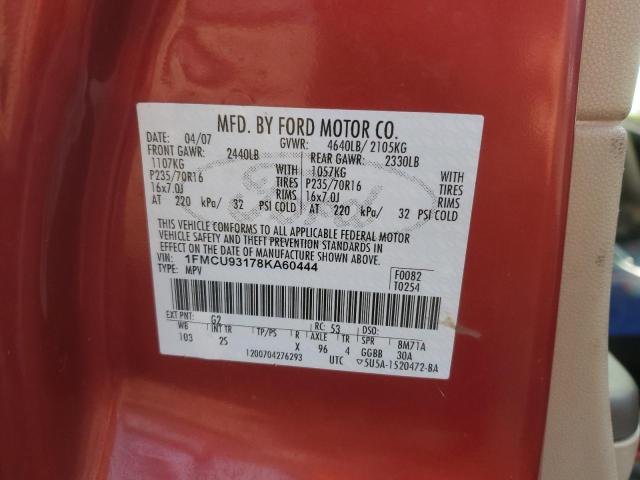 MFD. BY FORD MOTOR CO.
DATE: 04/07 GVWR: 4640LB/ 2105KG
FRONT GAWR: 2440LB REAR GAWR: 2330LB
1107KG WITH 1057KG WITH
P235/70R16 TIRES P235/70R16 TIRES
16x7.0J RIMS 16x7.0J RIMS
AT 220 kPa/ 32 PSI COLD AT 220 kPa/ 32 PSI COLD
THIS VEHICLE CONFORMS TO ALL APPLICABLE FEDERAL MOTOR
VEHICLE SAFETY AND THEFT PREVENTION STANDARDS IN
EFFECT ON THE DATE OF MANUFACTURE SHOWN ABOVE.
VIN: 1FMCU93178KA60444
TYPE: MPV
F0082
T0254
EXT PNT: G2 RC: 53 DSO:
WB INT TR TP/PS R AXLE TR SPR 8M71A
103 2S X 96 4 GGBB 30A
1200704276293 UTC ▽5U5A-1520472-BA
Ford